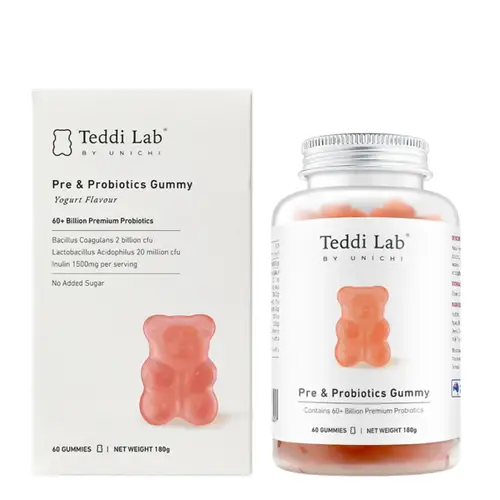 Teddi Lab®
BY UNICHI
Pre & Probiotics Gummy
Yogurt Flavour
60+ Billion Premium Probiotics
Bacillus Coagulans 2 billion cfu
Lactobacillus Acidophilus 20 million cfu
Inulin 1500mg per serving
No Added Sugar
60 GUMMIES | NET WEIGHT 180g
Teddi Lab®
BY UNICHI
Pre & Probiotics Gummy
Contains 60+ Billion Premium Probiotics
60 GUMMIES | NET WEIGHT 180g